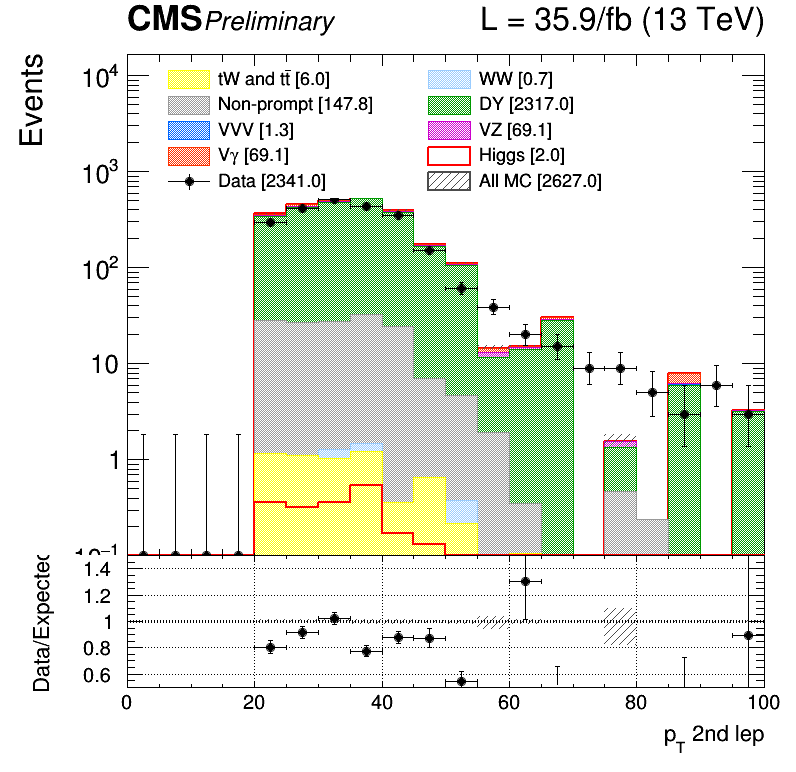 CMS Preliminary L = 35.9/fb (13 TeV)
Events
10⁴
10³
10²
10
1
10⁻¹
tW and tt̄ [6.0] WW [0.7]
Non-prompt [147.8] DY [2317.0]
VVV [1.3] VZ [69.1]
Vγ [69.1] Higgs [2.0]
Data [2341.0] All MC [2627.0]
Data/Expected
1.4
1.2
1
0.8
0.6
0 20 40 60 80 100
p_T 2nd lep